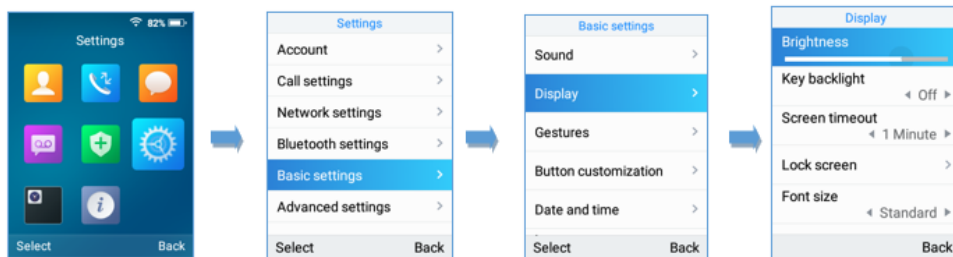 82%
Settings
Select Back
Settings
Account
Call settings
Network settings
Bluetooth settings
Basic settings
Advanced settings
Select Back
Basic settings
Sound
Display
Gestures
Button customization
Date and time
Select Back
Display
Brightness
Key backlight
Off
Screen timeout
1 Minute
Lock screen
Font size
Standard
Back